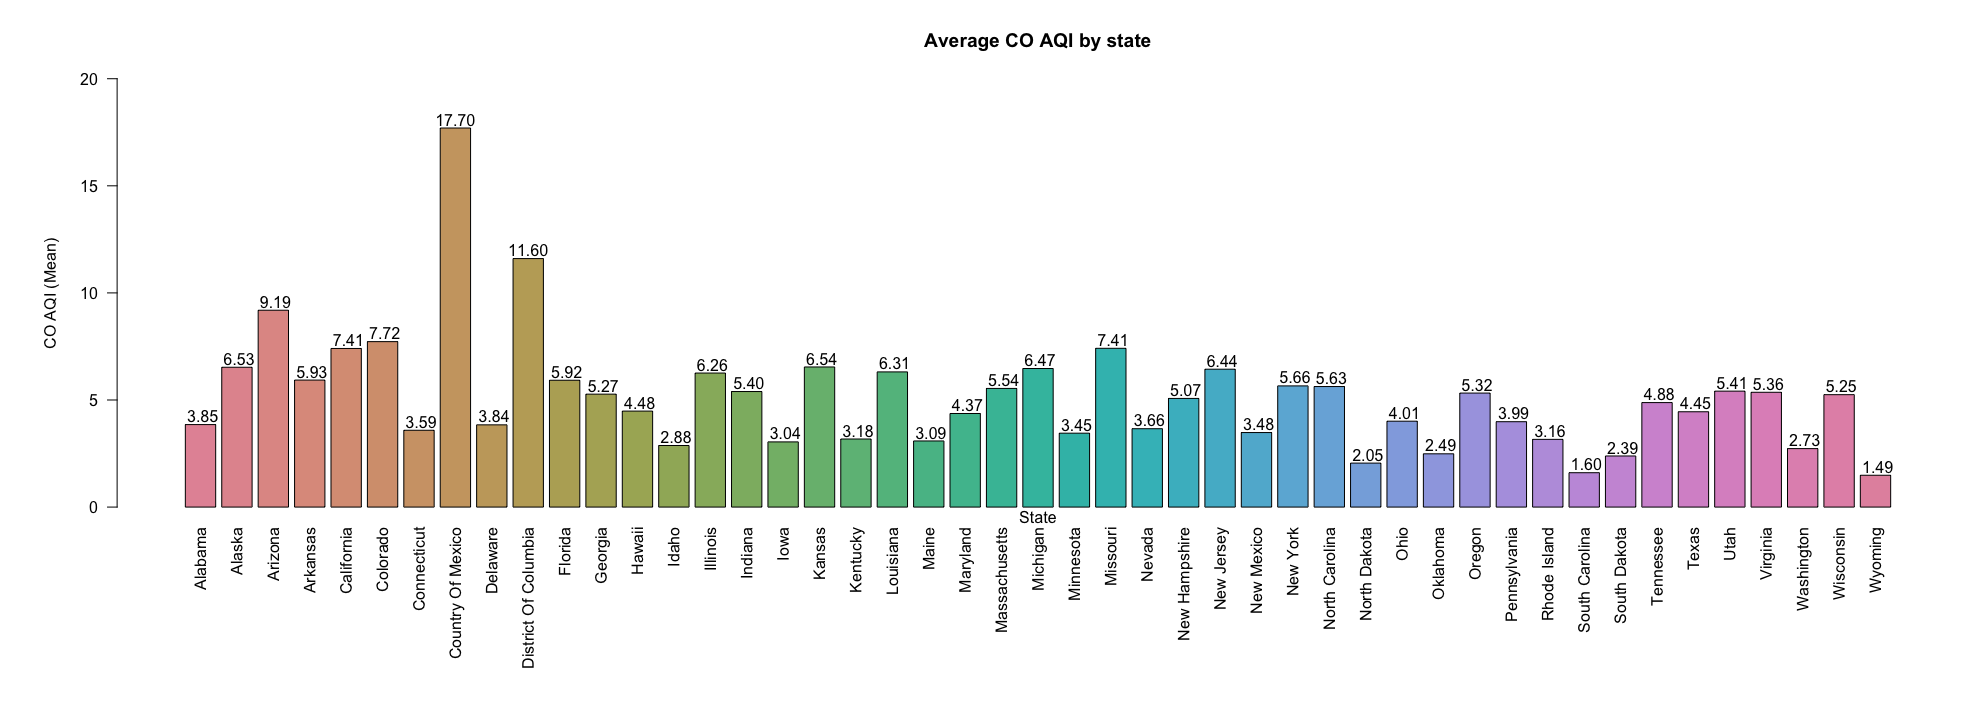 Average CO AQI by state
CO AQI (Mean)
20
15
10
5
0
3.85
6.53
9.19
5.93
7.41
7.72
3.59
17.70
3.84
11.60
5.92
5.27
4.48
2.88
6.26
5.40
3.04
6.54
3.18
6.31
3.09
4.37
5.54
6.47
3.45
7.41
3.66
5.07
6.44
3.48
5.66
5.63
2.05
4.01
2.49
5.32
3.99
3.16
1.60
2.39
4.88
4.45
5.41
5.36
2.73
5.25
1.49
State
Alabama
Alaska
Arizona
Arkansas
California
Colorado
Connecticut
Country Of Mexico
Delaware
District Of Columbia
Florida
Georgia
Hawaii
Idaho
Illinois
Indiana
Iowa
Kansas
Kentucky
Louisiana
Maine
Maryland
Massachusetts
Michigan
Minnesota
Missouri
Nevada
New Hampshire
New Jersey
New Mexico
New York
North Carolina
North Dakota
Ohio
Oklahoma
Oregon
Pennsylvania
Rhode Island
South Carolina
South Dakota
Tennessee
Texas
Utah
Virginia
Washington
Wisconsin
Wyoming